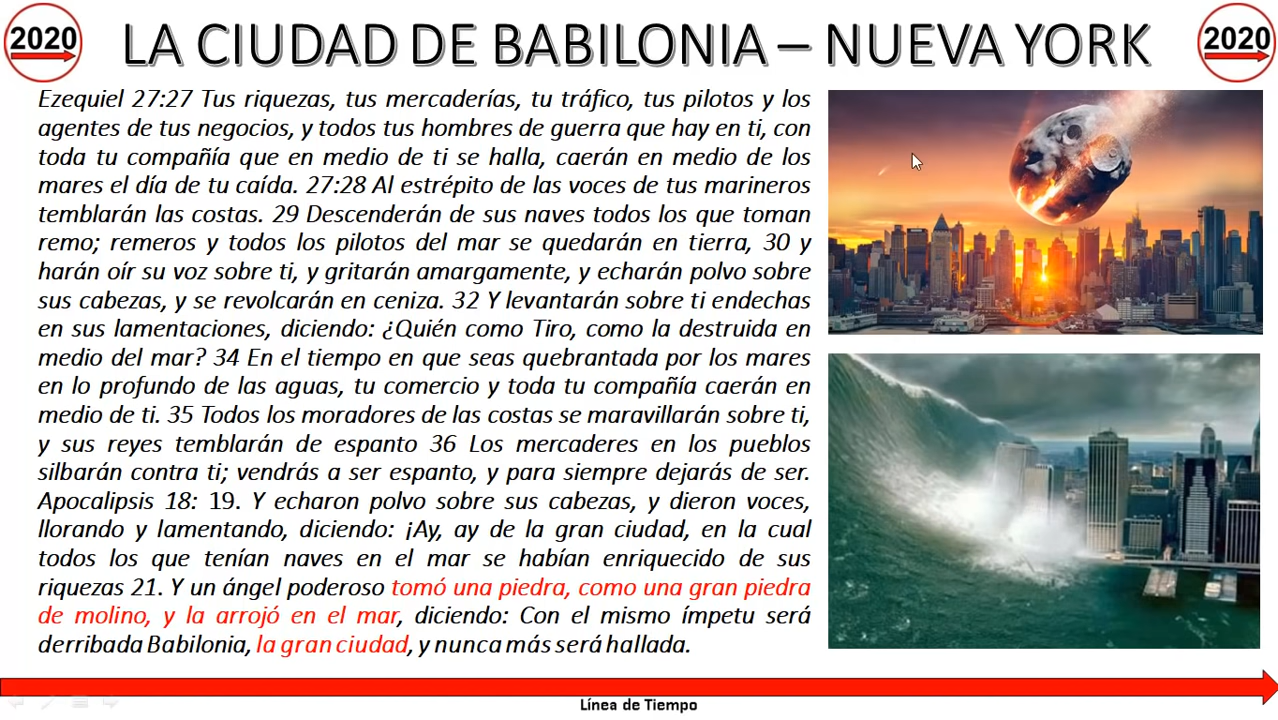 2020
LA CIUDAD DE BABILONIA – NUEVA YORK
2020
Ezequiel 27:27 Tus riquezas, tus mercaderías, tu tráfico, tus pilotos y los
agentes de tus negocios, y todos tus hombres de guerra que hay en ti, con
toda tu compañía que en medio de ti se halla, caerán en medio de los
mares el día de tu caída. 27:28 Al estrépito de las voces de tus marineros
temblarán las costas. 29 Descenderán de sus naves todos los que toman
remo; remeros y todos los pilotos del mar se quedarán en tierra, 30 y
harán oír su voz sobre ti, y gritarán amargamente, y echarán polvo sobre
sus cabezas, y se revolcarán en ceniza. 32 Y levantarán sobre ti endechas
en sus lamentaciones, diciendo: ¿Quién como Tiro, como la destruida en
medio del mar? 34 En el tiempo en que seas quebrantada por los mares
en lo profundo de las aguas, tu comercio y toda tu compañía caerán en
medio de ti. 35 Todos los moradores de las costas se maravillarán sobre ti,
y sus reyes temblarán de espanto 36 Los mercaderes en los pueblos
silbarán contra ti; vendrás a ser espanto, y para siempre dejarás de ser.
Apocalipsis 18: 19. Y echaron polvo sobre sus cabezas, y dieron voces,
llorando y lamentando, diciendo: ¡Ay, ay de la gran ciudad, en la cual
todos los que tenían naves en el mar se habían enriquecido de sus
riquezas 21. Y un ángel poderoso tomó una piedra, como una gran piedra
de molino, y la arrojó en el mar, diciendo: Con el mismo ímpetu será
derribada Babilonia, la gran ciudad, y nunca más será hallada.
Línea de Tiempo